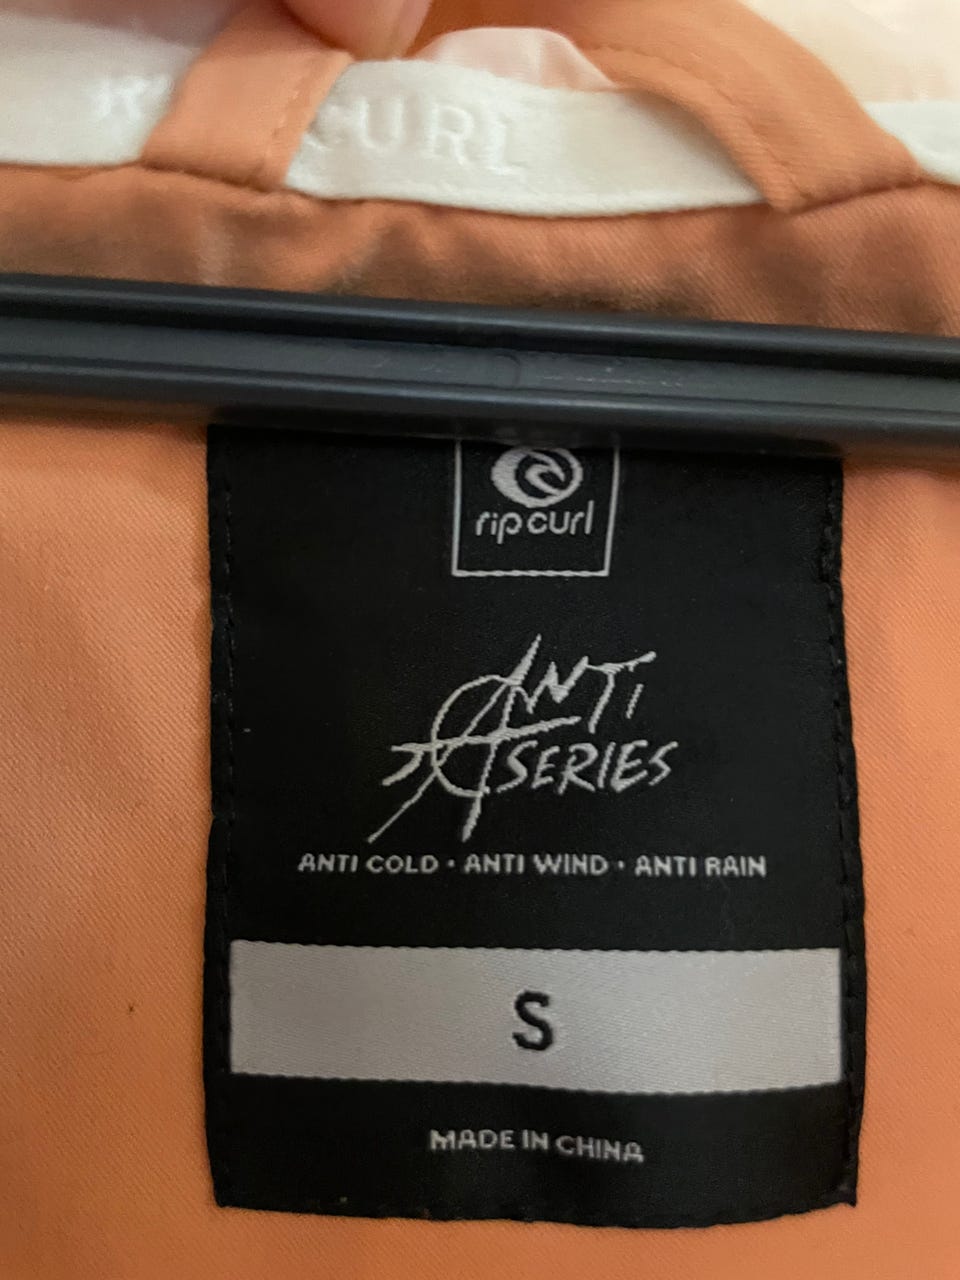 CURL
rip curl
ANTI
SERIES
ANTI COLD · ANTI WIND · ANTI RAIN
S
MADE IN CHINA